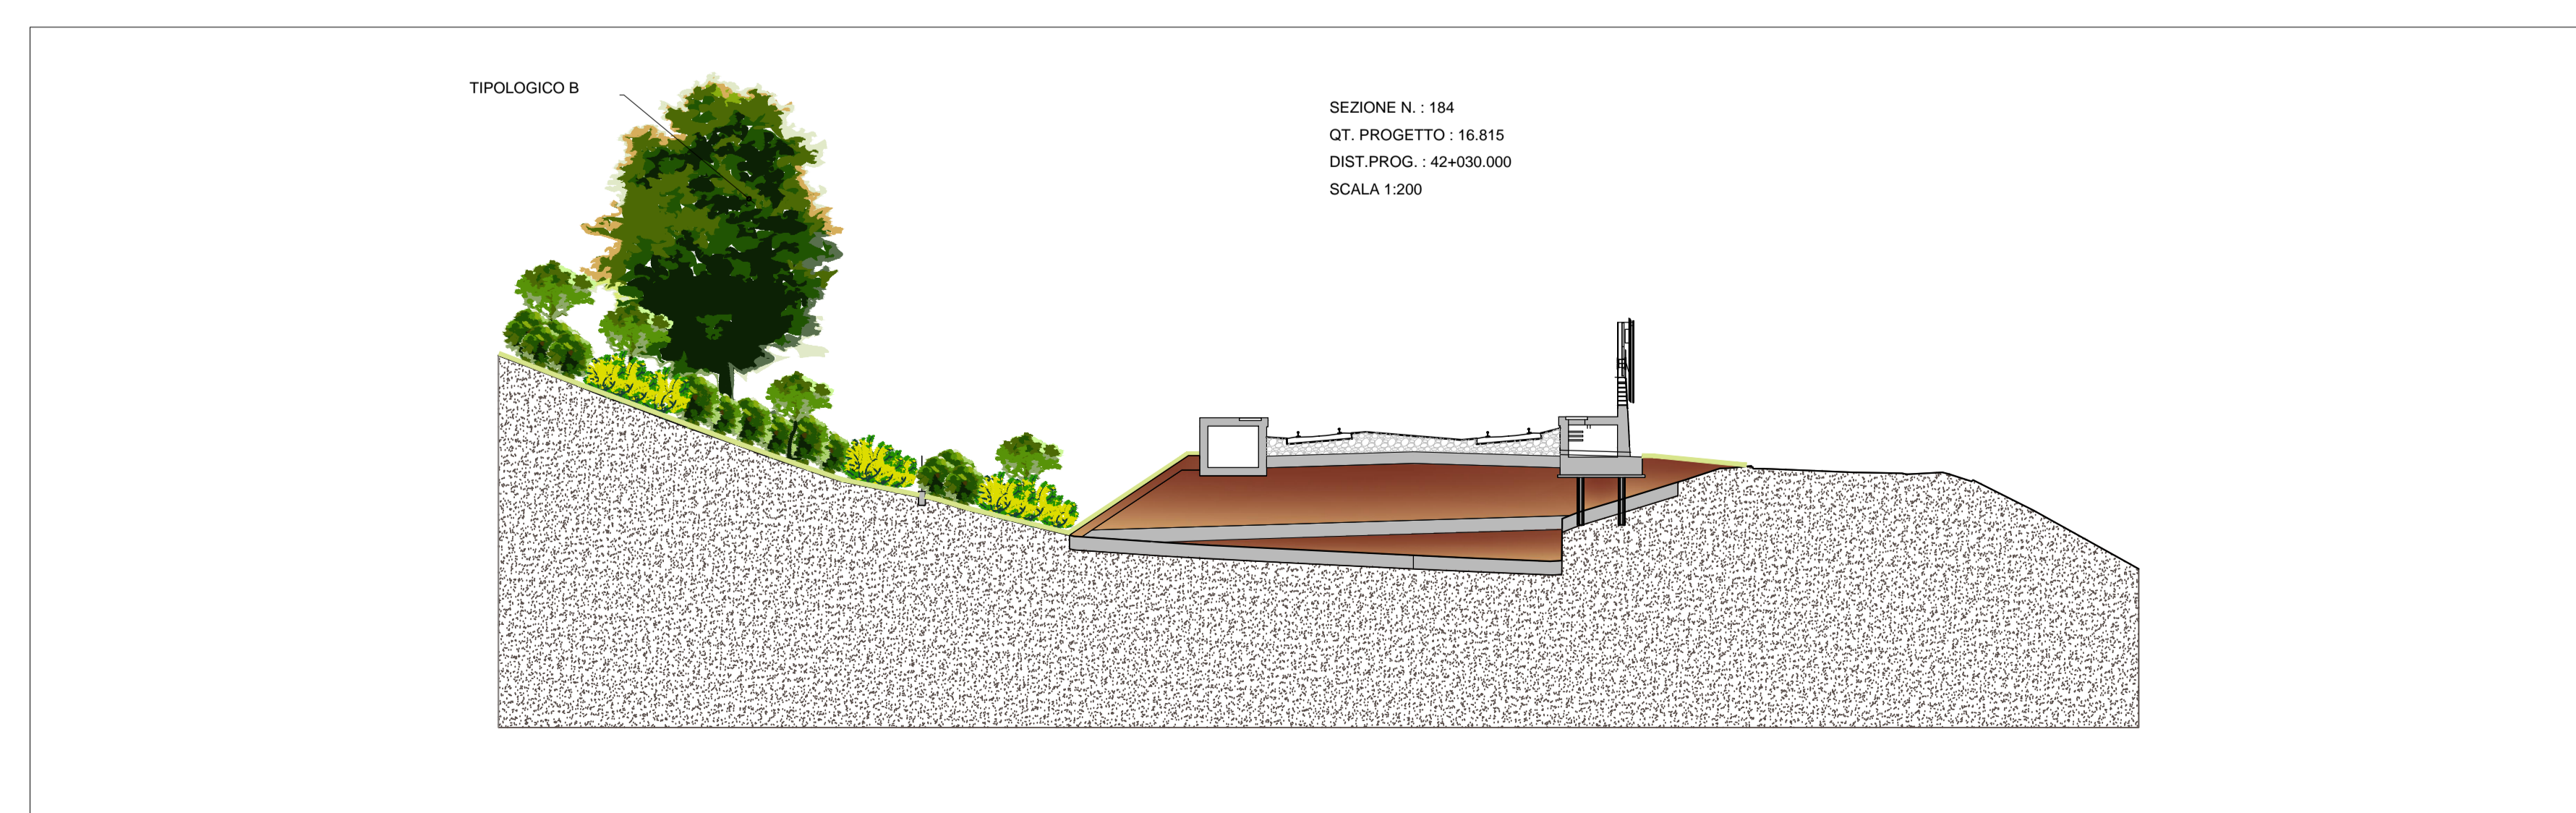 TIPOLOGICO B
SEZIONE N. : 184
QT. PROGETTO : 16.815
DIST.PROG. : 42+030.000
SCALA 1:200